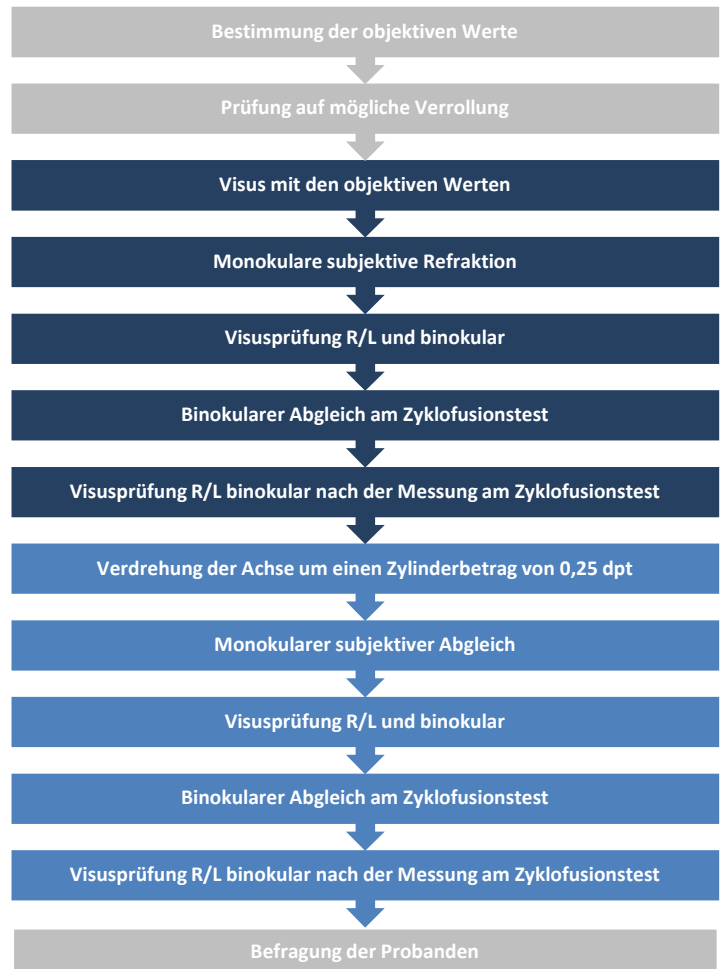 Bestimmung der objektiven Werte
Prüfung auf mögliche Verrollung
Visus mit den objektiven Werten
Monokulare subjektive Refraktion
Visusprüfung R/L und binokular
Binokularer Abgleich am Zyklofusionstest
Visusprüfung R/L binokular nach der Messung am Zyklofusionstest
Verdrehung der Achse um einen Zylinderbetrag von 0,25 dpt
Monokularer subjektiver Abgleich
Visusprüfung R/L und binokular
Binokularer Abgleich am Zyklofusionstest
Visusprüfung R/L binokular nach der Messung am Zyklofusionstest
Befragung der Probanden